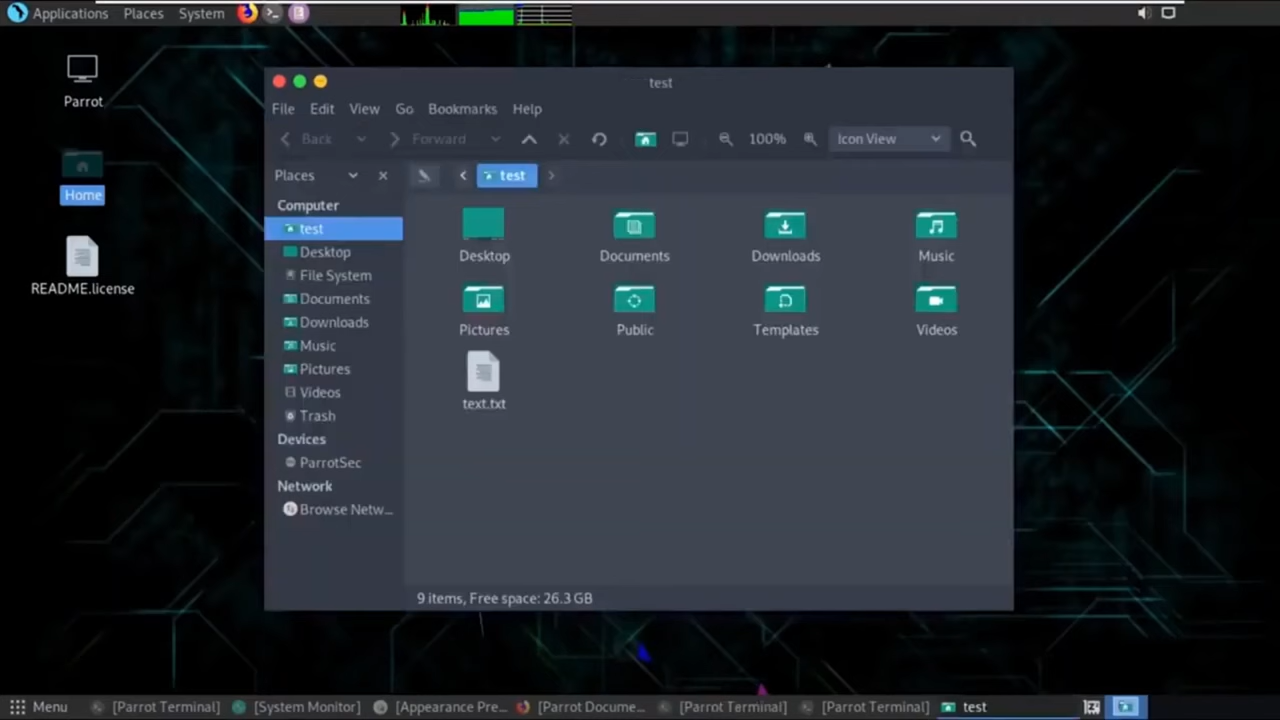 Applications Places System
Parrot
Home
README.license
test
File Edit View Go Bookmarks Help
Back Forward 100% Icon View
Places test
Computer
test
Desktop
File System
Documents
Downloads
Music
Pictures
Videos
Trash
Devices
ParrotSec
Network
Browse Netw...
Desktop Documents Downloads Music
Pictures Public Templates Videos
text.txt
9 items, Free space: 26.3 GB
Menu [Parrot Terminal] [System Monitor] [Appearance Pre... [Parrot Docume... [Parrot Terminal] [Parrot Terminal] test